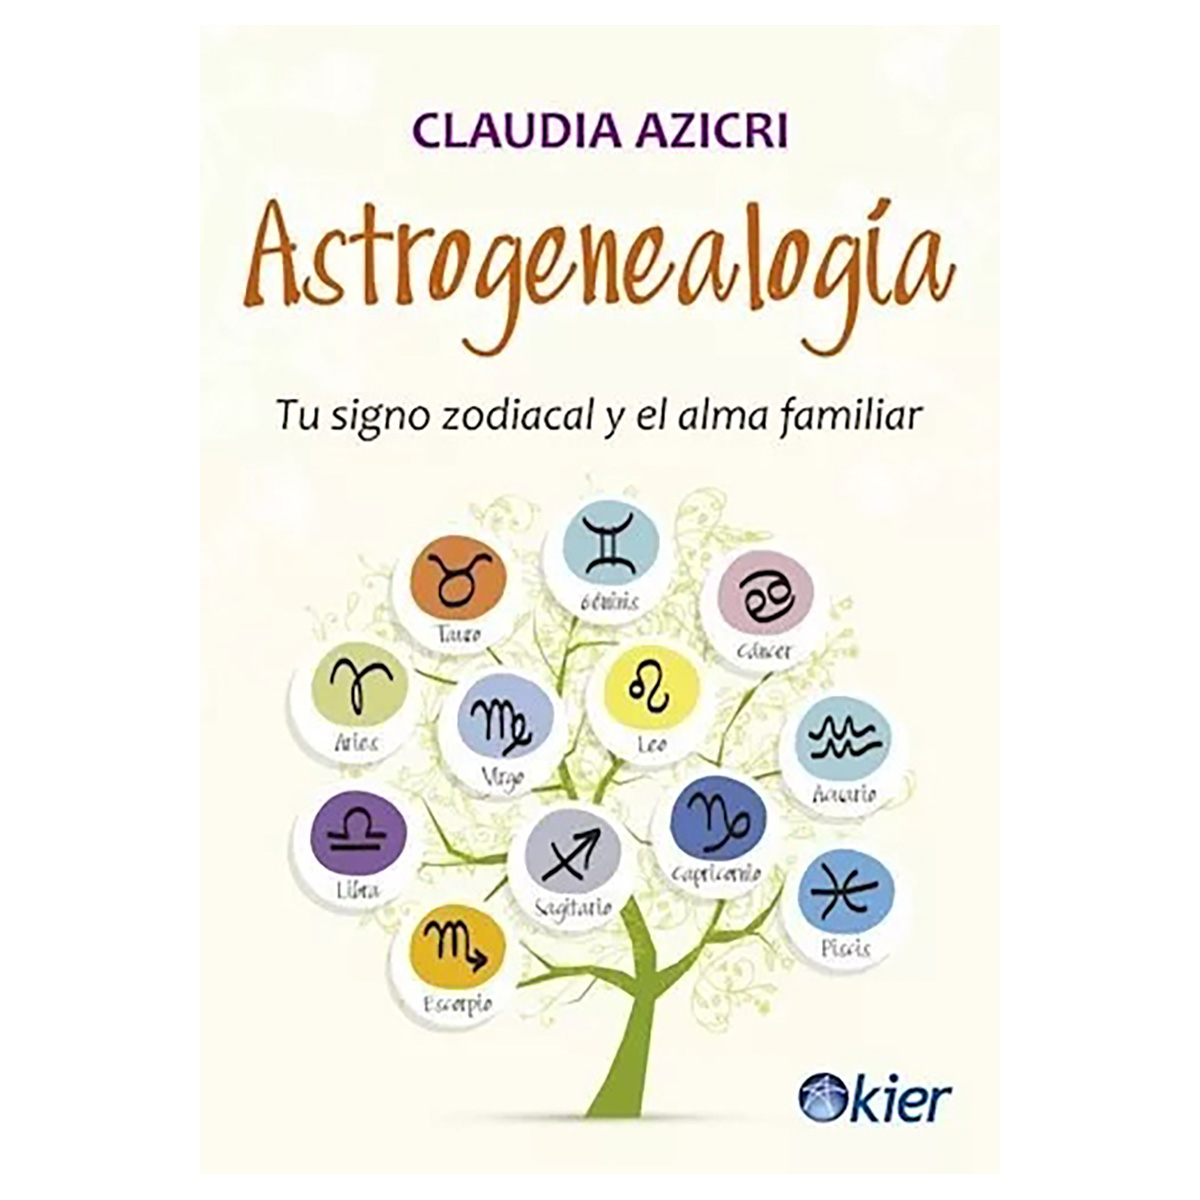 CLAUDIA AZICRI
Astrogenealogía
Tu signo zodiacal y el alma familiar
Géminis
Tauro
Cáncer
Aries
Virgo
Leo
Acuario
Libra
Sagitario
Capricornio
Escorpio
Piscis
kier